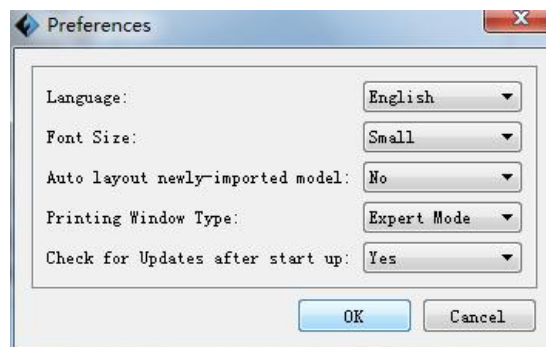 Preferences
Language: English
Font Size: Small
Auto layout newly-imported model: No
Printing Window Type: Expert Mode
Check for Updates after start up: Yes
OK Cancel